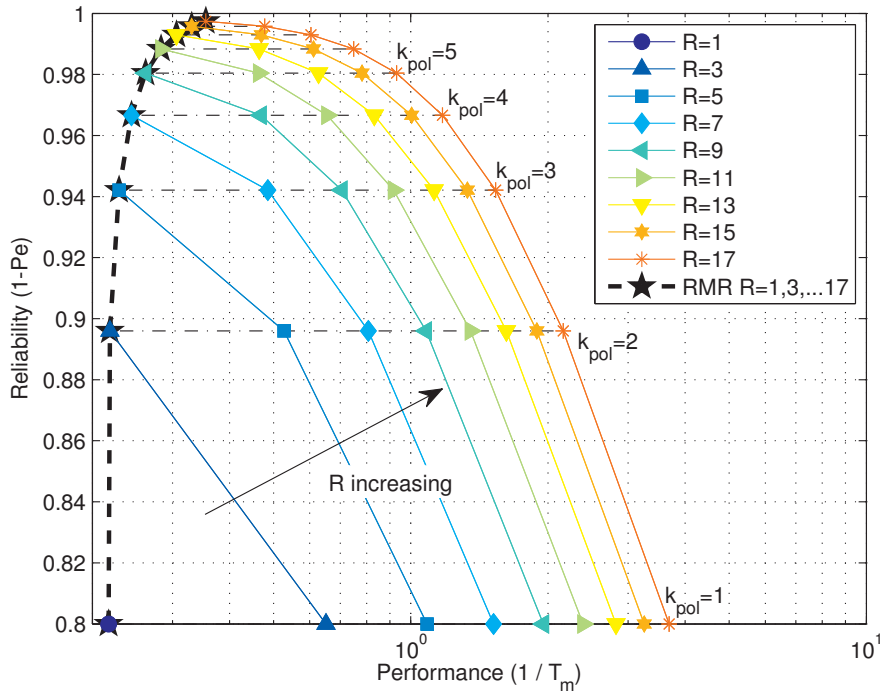 1
0.98
0.96
0.94
0.92
0.9
0.88
0.86
0.84
0.82
0.8
Reliability (1-Pe)
k_pol=5
k_pol=4
k_pol=3
k_pol=2
k_pol=1
R increasing
R=1
R=3
R=5
R=7
R=9
R=11
R=13
R=15
R=17
RMR R=1,3,...17
10^0
10^1
Performance (1 / T_m)